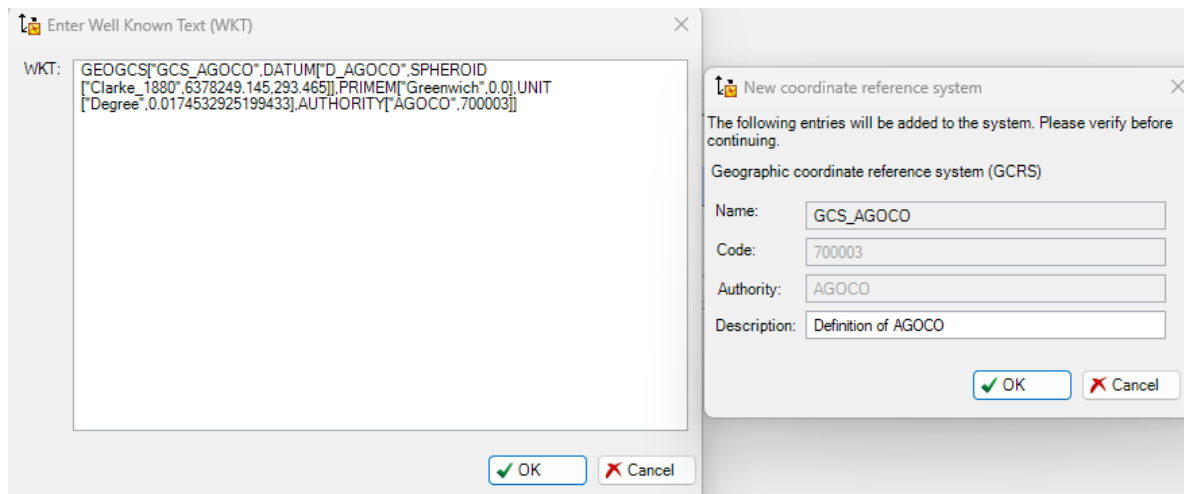 Enter Well Known Text (WKT)
WKT:
GEOGCS["GCS_AGOCO",DATUM["D_AGOCO",SPHEROID
["Clarke_1880",6378249.145,293.465]],PRIMEM["Greenwich",0.0],UNIT
["Degree",0.0174532925199433],AUTHORITY["AGOCO",700003]]
OK
Cancel
New coordinate reference system
The following entries will be added to the system. Please verify before
continuing.
Geographic coordinate reference system (GCRS)
Name: GCS_AGOCO
Code: 700003
Authority: AGOCO
Description: Definition of AGOCO
OK
Cancel